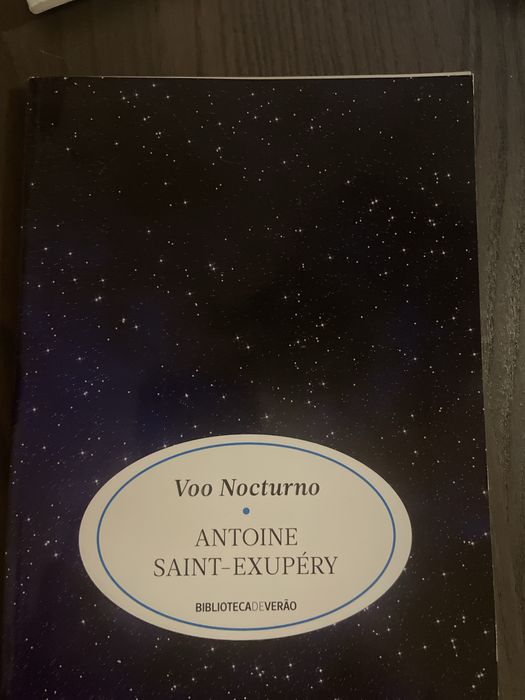 Voo Nocturno
ANTOINE
SAINT-EXUPÉRY
BIBLIOTECADEVERÃO